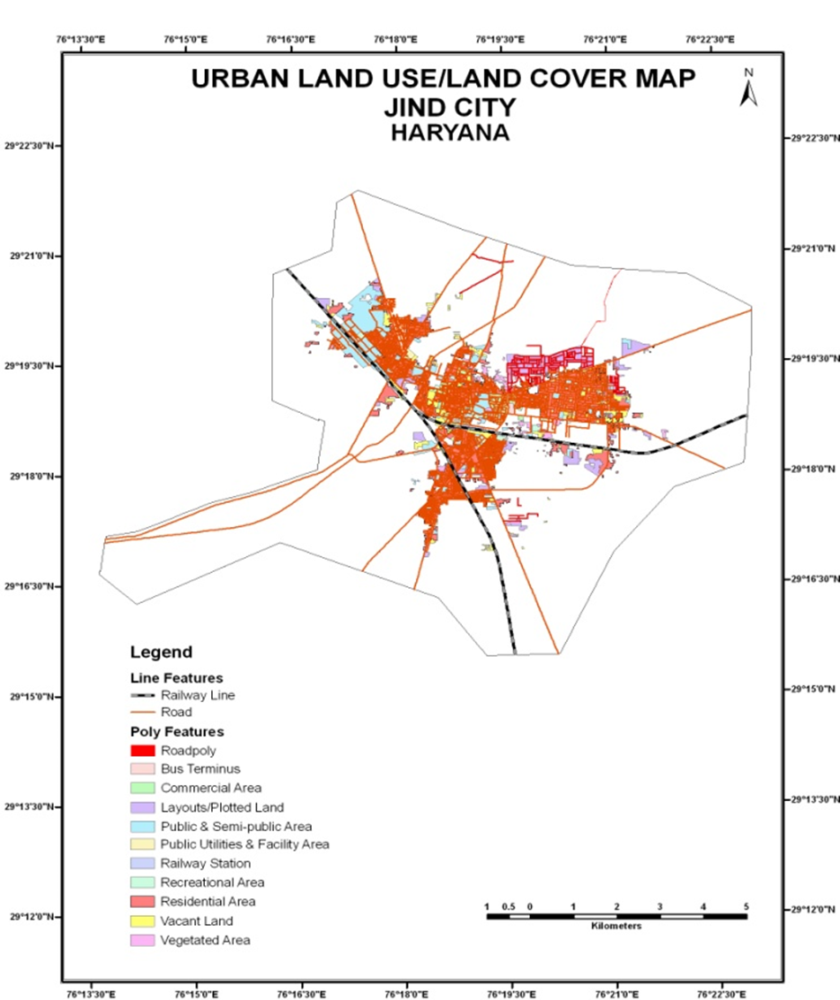 76°13'30"E 76°15'0"E 76°16'30"E 76°18'0"E 76°19'30"E 76°21'0"E 76°22'30"E
URBAN LAND USE/LAND COVER MAP
JIND CITY
HARYANA
N
29°22'30"N 29°22'30"N
29°21'0"N 29°21'0"N
29°19'30"N 29°19'30"N
29°18'0"N 29°18'0"N
29°16'30"N 29°16'30"N
29°15'0"N 29°15'0"N
29°13'30"N 29°13'30"N
29°12'0"N 29°12'0"N
Legend
Line Features
Railway Line
Road
Poly Features
Roadpoly
Bus Terminus
Commercial Area
Layouts/Plotted Land
Public & Semi-public Area
Public Utilities & Facility Area
Railway Station
Recreational Area
Residential Area
Vacant Land
Vegetated Area
1 0.5 0 1 2 3 4 5
Kilometers
76°13'30"E 76°15'0"E 76°16'30"E 76°18'0"E 76°19'30"E 76°21'0"E 76°22'30"E